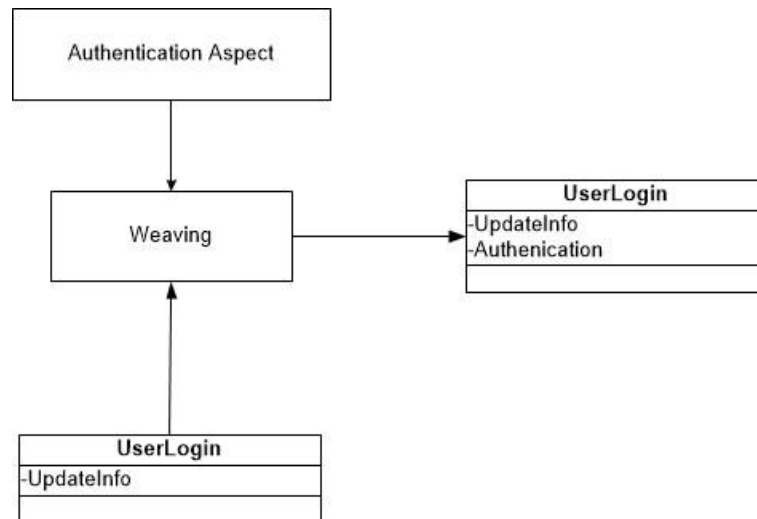 Authentication Aspect
Weaving
UserLogin
-UpdateInfo
-Authenication
UserLogin
-UpdateInfo